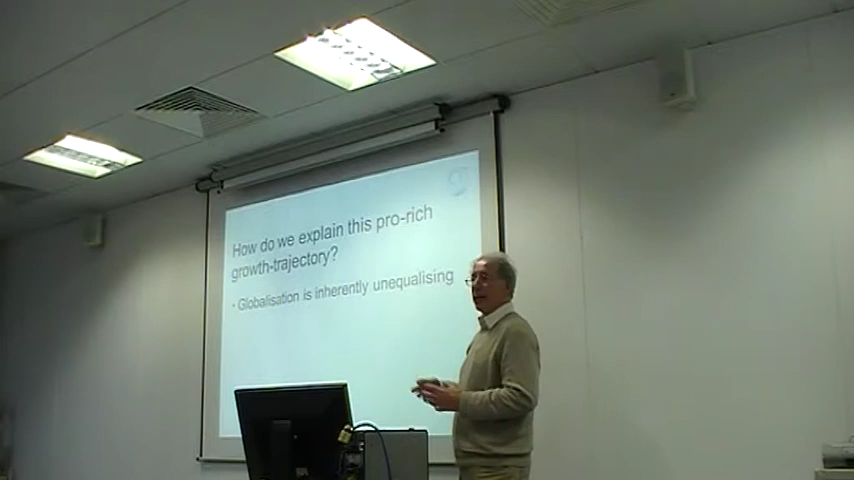 How do we explain this pro-rich
growth-trajectory?
• Globalisation is inherently unequalising